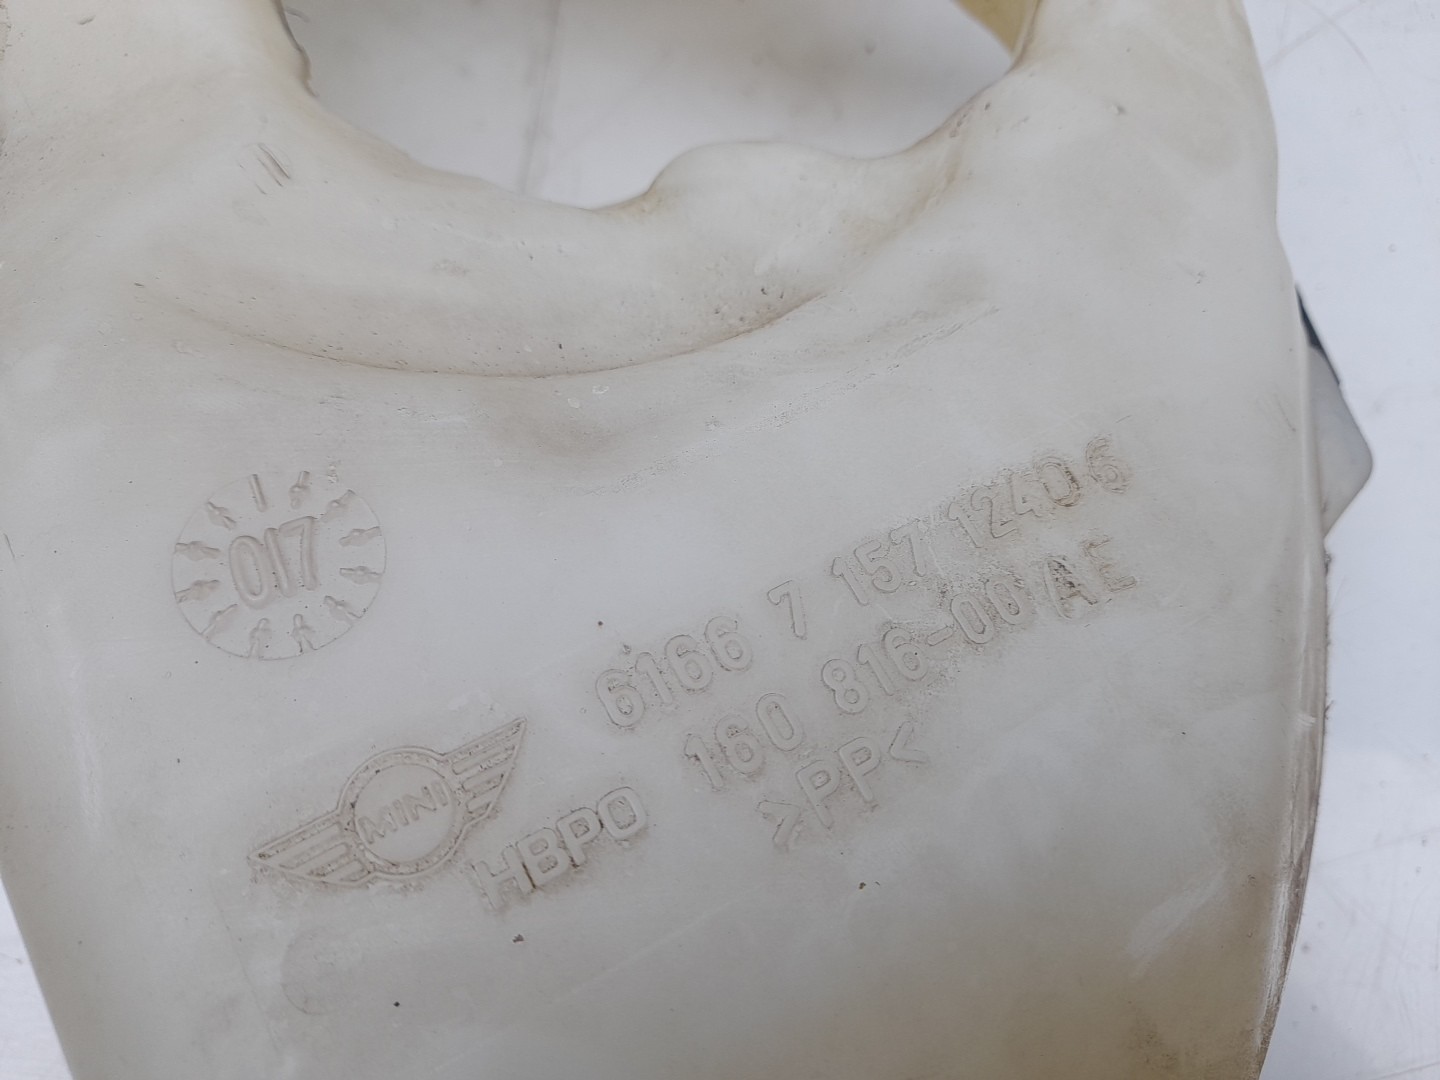 017
6166 7 157 12406
160 816-00/AE
>PP<
MINI
HBPO